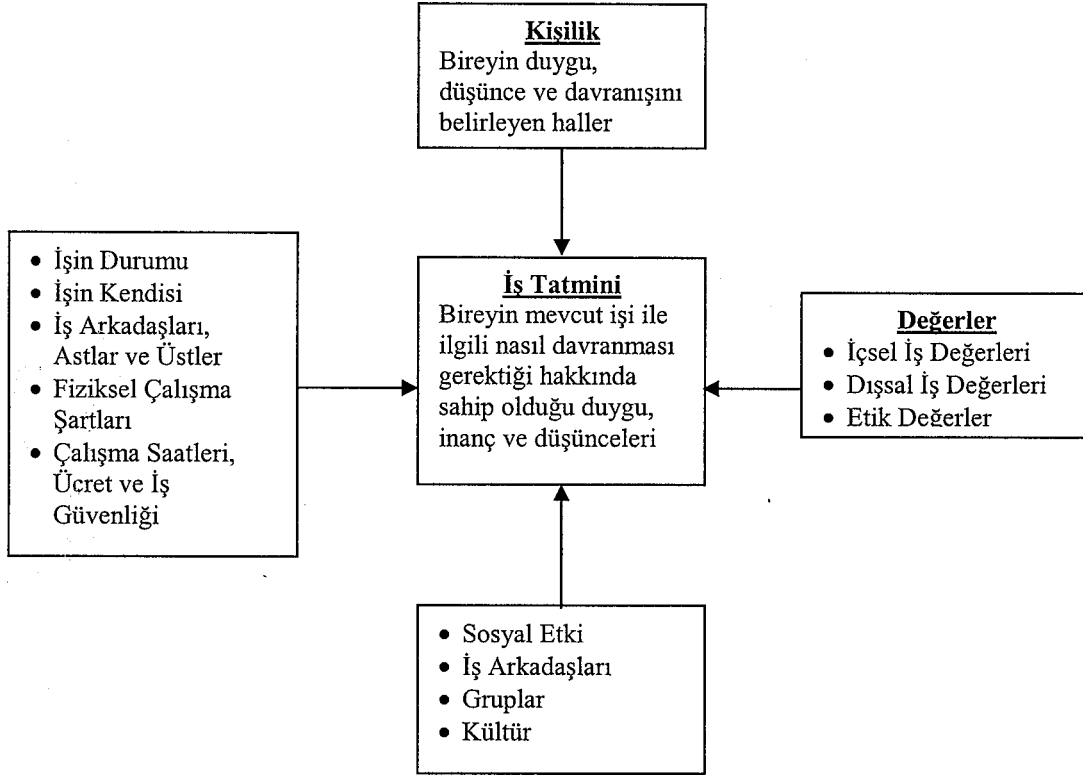 Kişilik
Bireyin duygu,
düşünce ve davranışını
belirleyen haller
• İşin Durumu
• İşin Kendisi
• İş Arkadaşları,
Astlar ve Üstler
• Fiziksel Çalışma
Şartları
• Çalışma Saatleri,
Ücret ve İş
Güvenliği
İş Tatmini
Bireyin mevcut işi ile
ilgili nasıl davranması
gerektiği hakkında
sahip olduğu duygu,
inanç ve düşünceleri
Değerler
• İçsel İş Değerleri
• Dışsal İş Değerleri
• Etik Değerler
• Sosyal Etki
• İş Arkadaşları
• Gruplar
• Kültür